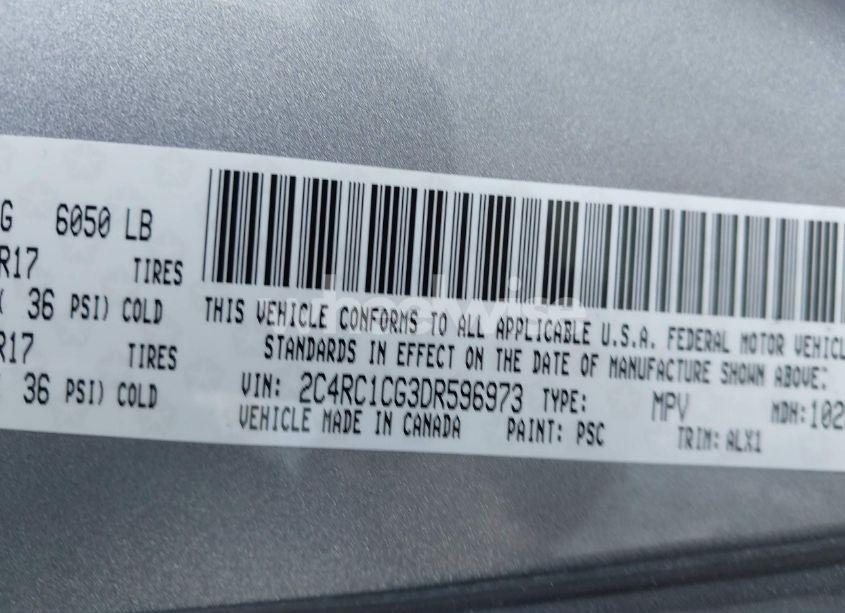 G 6050 LB
R17 TIRES
36 PSI) COLD
R17 TIRES
36 PSI) COLD
THIS VEHICLE CONFORMS TO ALL APPLICABLE U.S.A. FEDERAL MOTOR VEHICL
STANDARDS IN EFFECT ON THE DATE OF MANUFACTURE SHOWN ABOVE:
VIN: 2C4RC1CG3DR596973 TYPE: MPV MDH: 102
VEHICLE MADE IN CANADA PAINT: PSC TRIM: ALX1